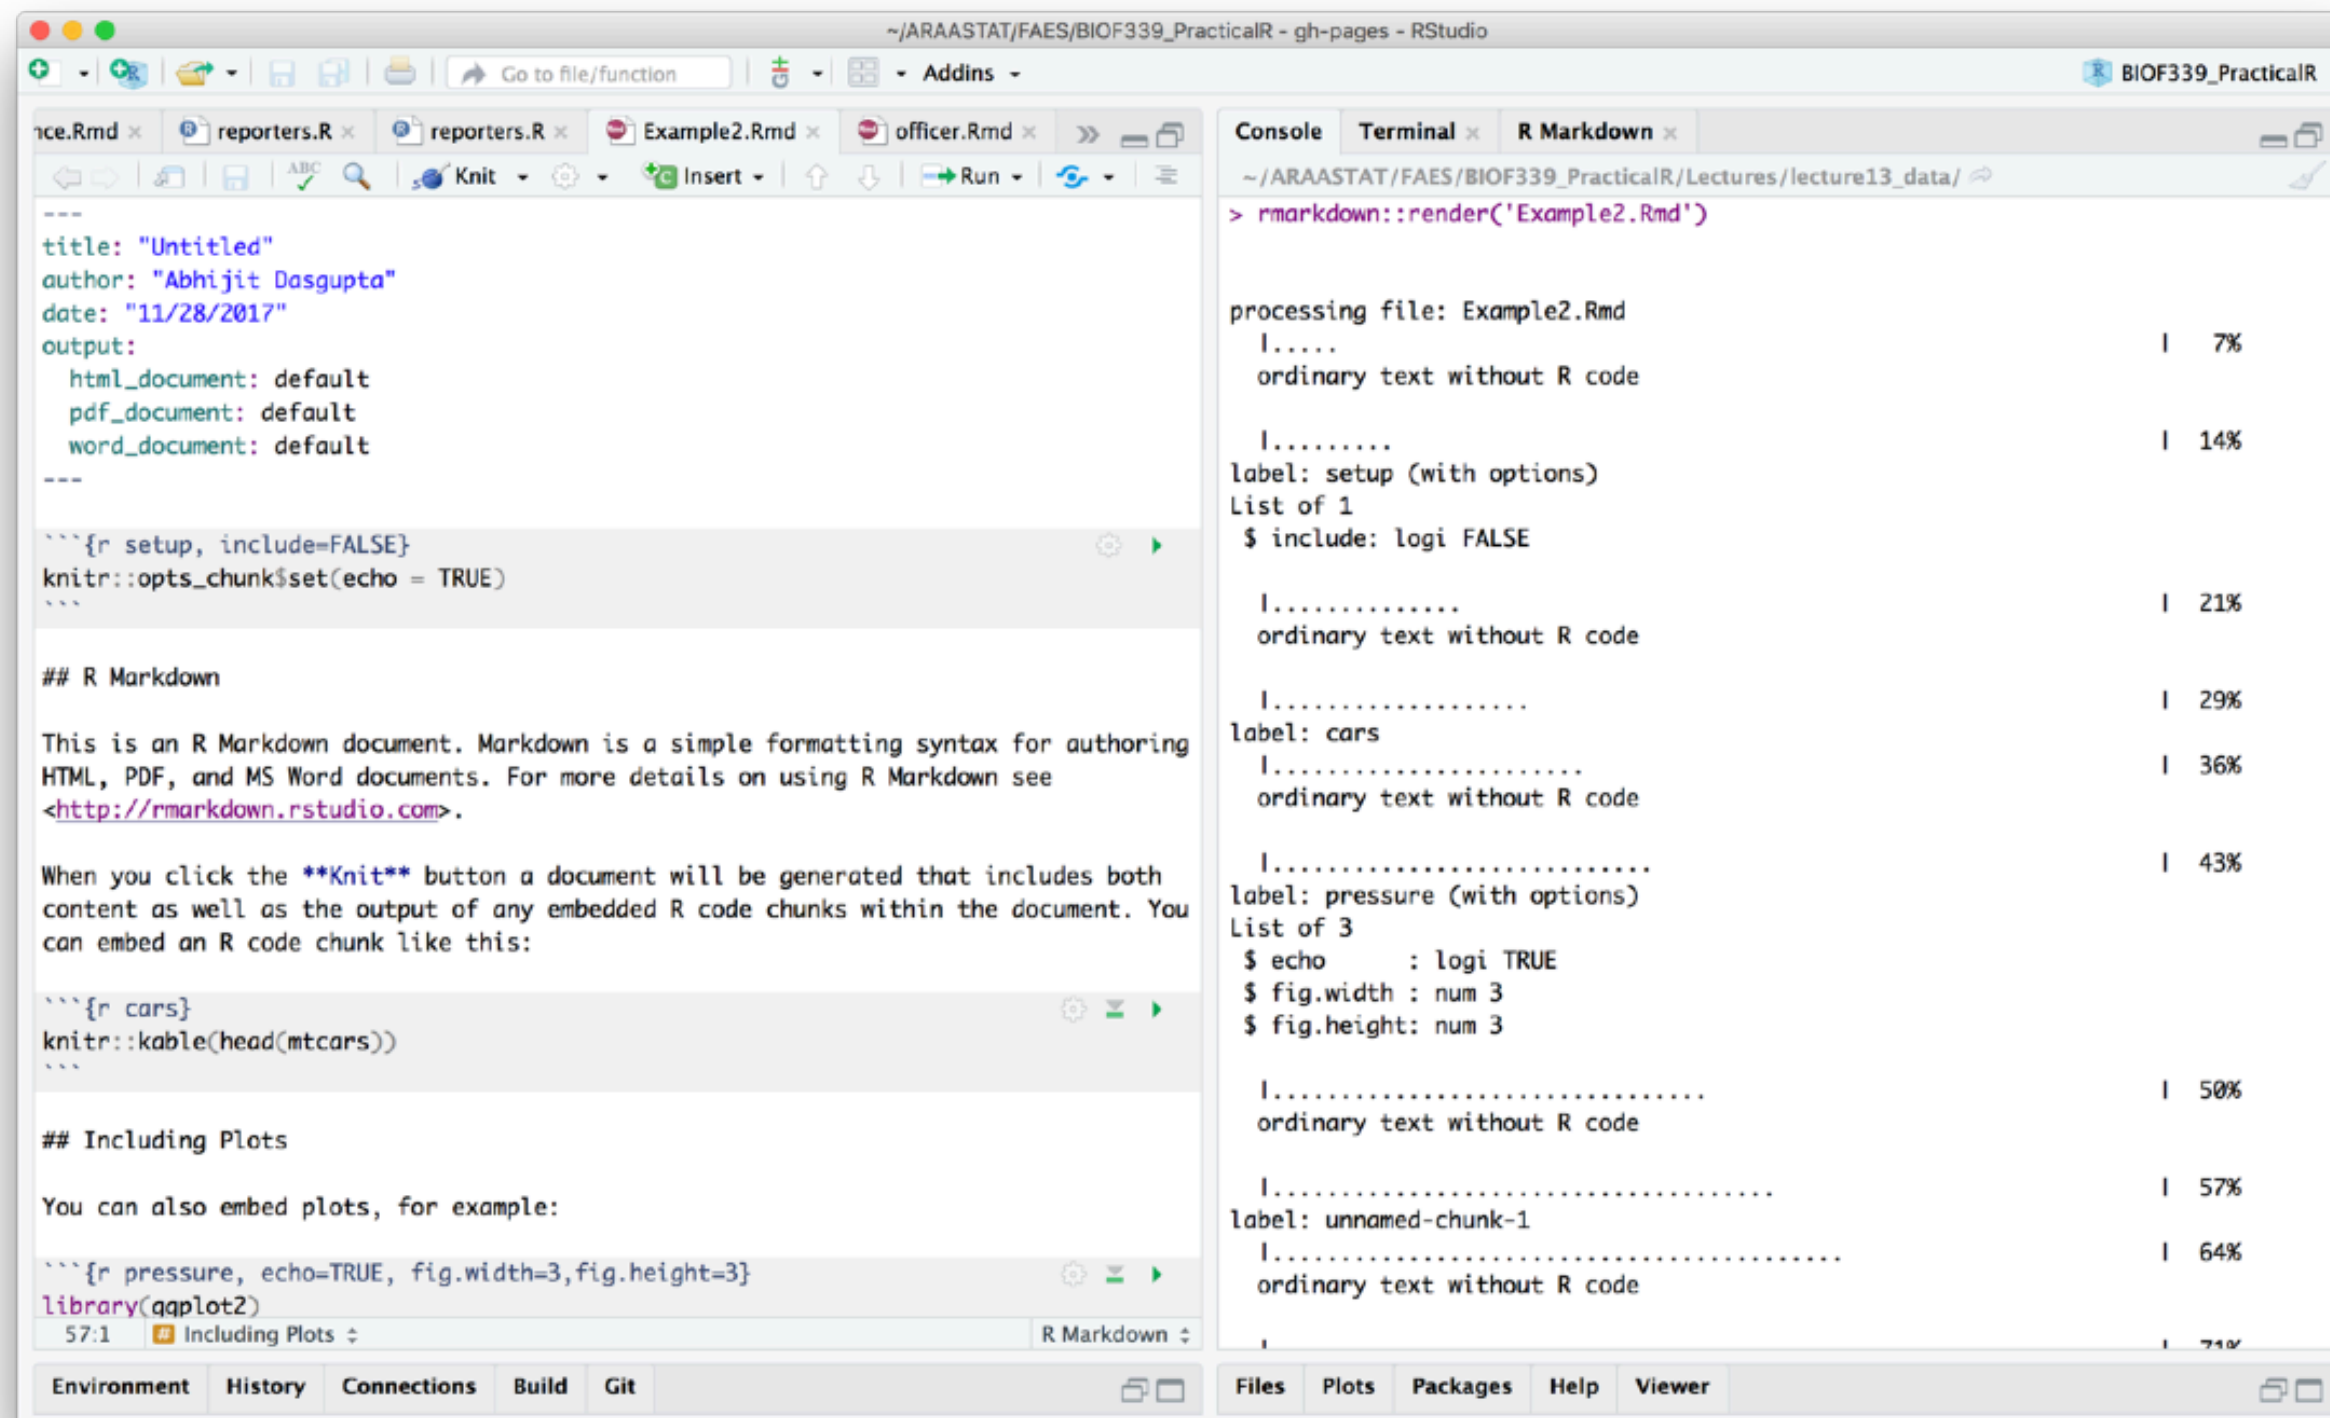 ~/ARAASTAT/FAES/BIOF339_PracticalR - gh-pages - RStudio
Go to file/function
Addins
BIOF339_PracticalR
nce.Rmd
reporters.R
reporters.R
Example2.Rmd
officer.Rmd
ABC
Knit
Insert
Run
---
title: "Untitled"
author: "Abhijit Dasgupta"
date: "11/28/2017"
output:
  html_document: default
  pdf_document: default
  word_document: default
---
```{r setup, include=FALSE}
knitr::opts_chunk$set(echo = TRUE)
```
## R Markdown
This is an R Markdown document. Markdown is a simple formatting syntax for authoring
HTML, PDF, and MS Word documents. For more details on using R Markdown see
<http://rmarkdown.rstudio.com>.
When you click the **Knit** button a document will be generated that includes both
content as well as the output of any embedded R code chunks within the document. You
can embed an R code chunk like this:
```{r cars}
knitr::kable(head(mtcars))
```
## Including Plots
You can also embed plots, for example:
```{r pressure, echo=TRUE, fig.width=3,fig.height=3}
library(ggplot2)
57:1 # Including Plots R Markdown
Environment History Connections Build Git
Console Terminal R Markdown
~/ARAASTAT/FAES/BIOF339_PracticalR/Lectures/lecture13_data/
> rmarkdown::render('Example2.Rmd')
processing file: Example2.Rmd
  |..... | 7%
  ordinary text without R code
  |......... | 14%
label: setup (with options)
List of 1
 $ include: logi FALSE
  |.............. | 21%
  ordinary text without R code
  |................... | 29%
label: cars
  |....................... | 36%
  ordinary text without R code
  |............................ | 43%
label: pressure (with options)
List of 3
 $ echo      : logi TRUE
 $ fig.width : num 3
 $ fig.height: num 3
  |................................ | 50%
  ordinary text without R code
  |..................................... | 57%
label: unnamed-chunk-1
  |.......................................... | 64%
  ordinary text without R code
  | | 71%
Files Plots Packages Help Viewer